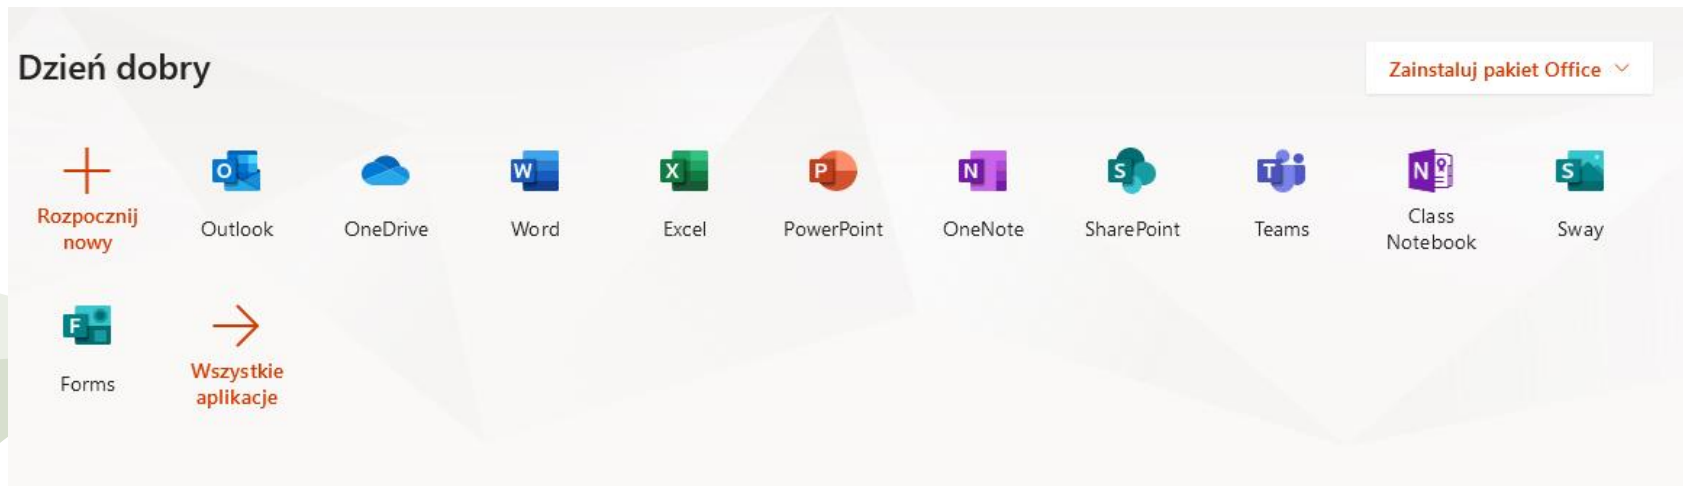 Dzień dobry
Zainstaluj pakiet Office
Rozpocznij
nowy
Outlook
OneDrive
Word
Excel
PowerPoint
OneNote
SharePoint
Teams
Class
Notebook
Sway
Forms
Wszystkie
aplikacje